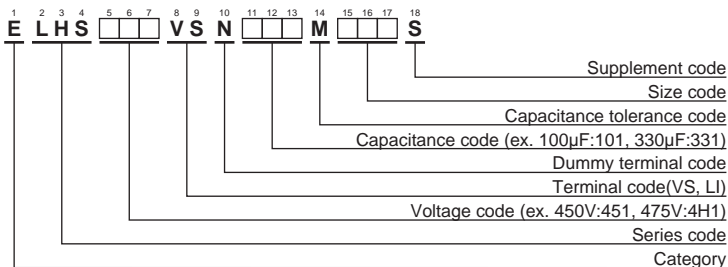 1 2 3 4 5 6 7 8 9 10 11 12 13 14 15 16 17 18
E L H S □□□ V S N □□□ M □□□ S
Supplement code
Size code
Capacitance tolerance code
Capacitance code (ex. 100µF:101, 330µF:331)
Dummy terminal code
Terminal code(VS, LI)
Voltage code (ex. 450V:451, 475V:4H1)
Series code
Category